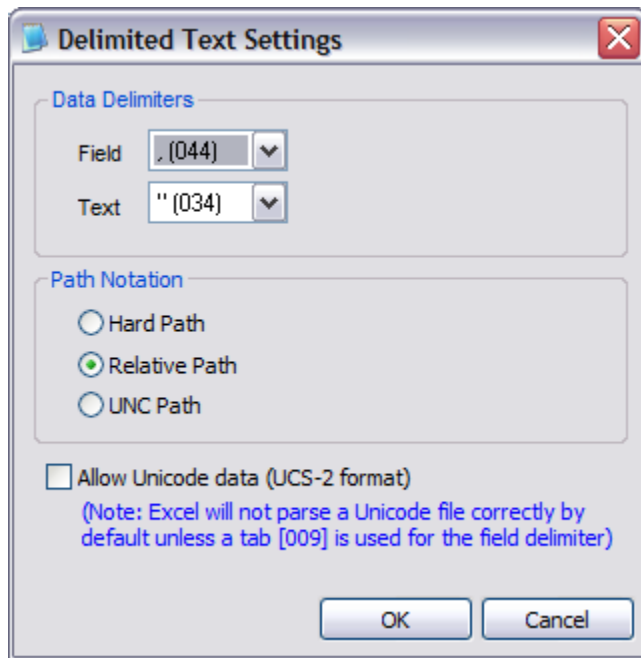 Delimited Text Settings
Data Delimiters
Field , (044)
Text " (034)
Path Notation
Hard Path
Relative Path
UNC Path
Allow Unicode data (UCS-2 format)
(Note: Excel will not parse a Unicode file correctly by
default unless a tab [009] is used for the field delimiter)
OK Cancel